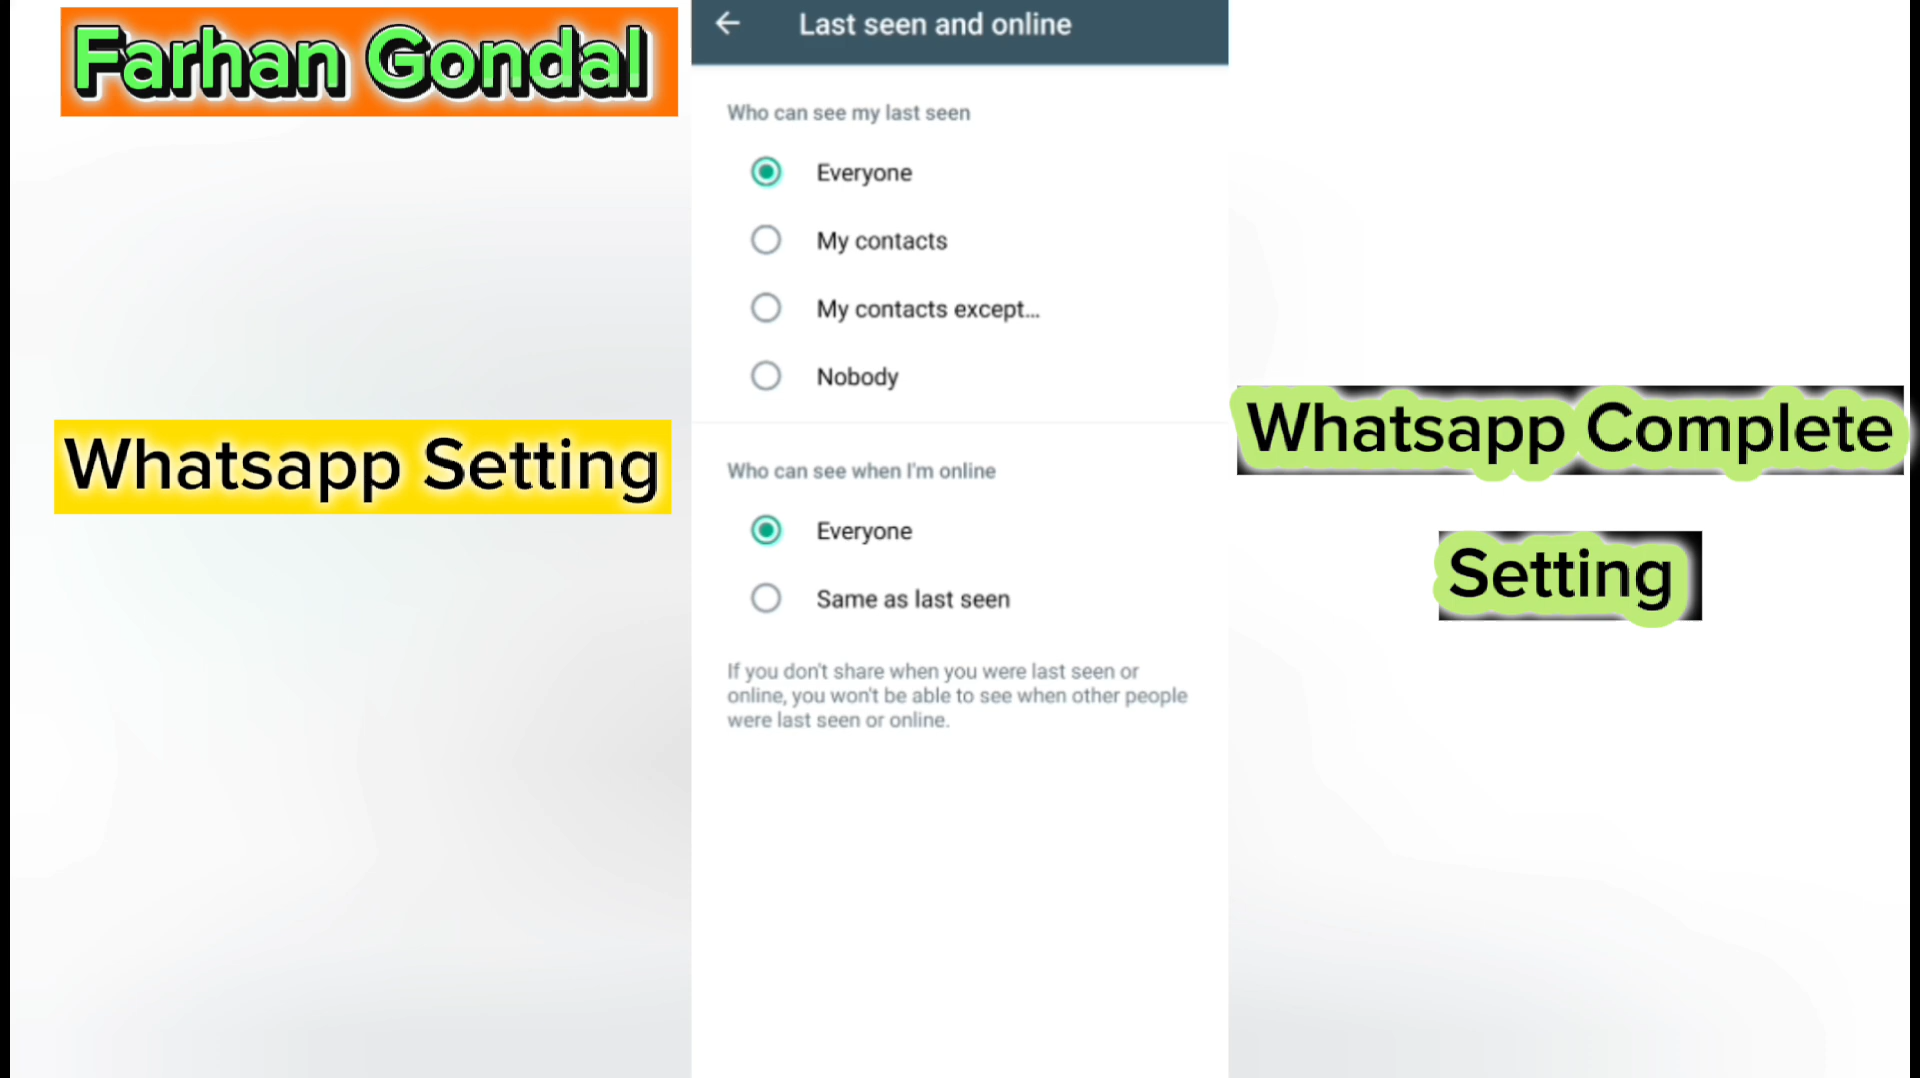 Farhan Gondal
Last seen and online
Who can see my last seen
Everyone
My contacts
My contacts except...
Nobody
Who can see when I'm online
Everyone
Same as last seen
If you don't share when you were last seen or
online, you won't be able to see when other people
were last seen or online.
Whatsapp Setting
Whatsapp Complete
Setting